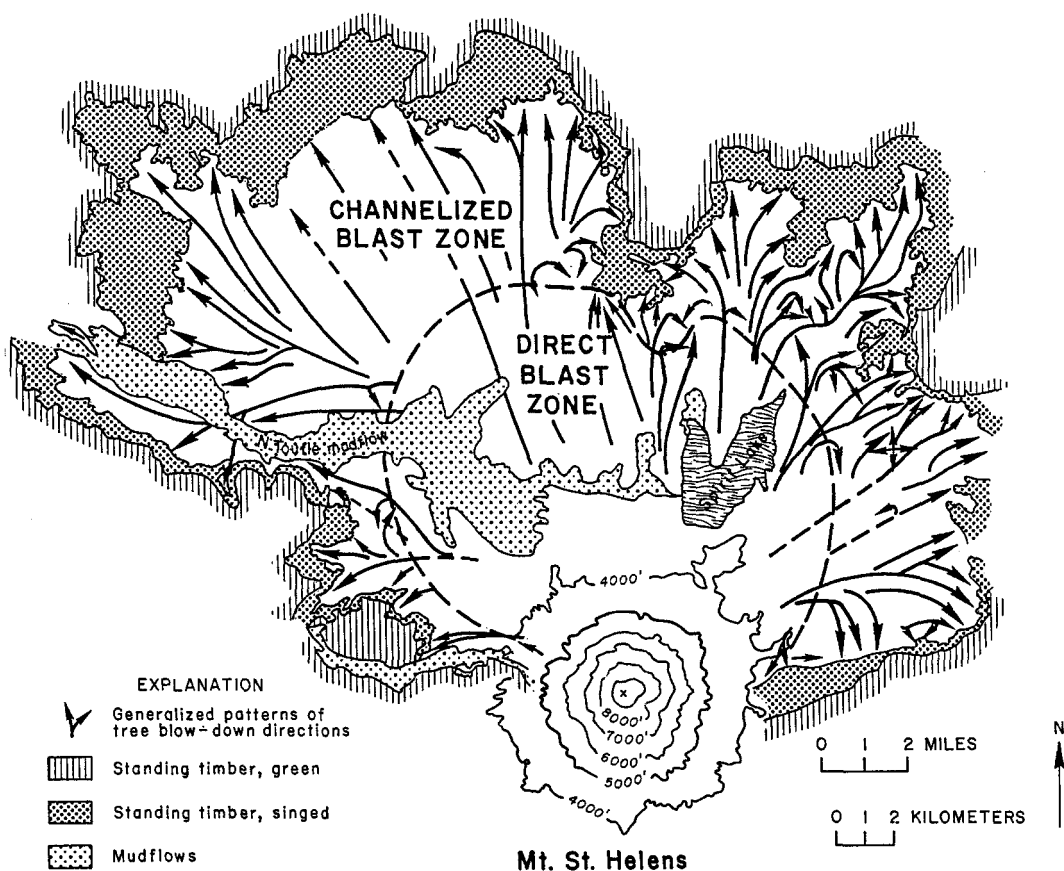 CHANNELIZED
BLAST ZONE
DIRECT
BLAST
ZONE
N. Tootle mudflow
Lake
4000'
8000'
7000'
6000'
5000'
4000'
EXPLANATION
Generalized patterns of
tree blow-down directions
Standing timber, green
Standing timber, singed
Mudflows
0 1 2 MILES
0 1 2 KILOMETERS
N
Mt. St. Helens